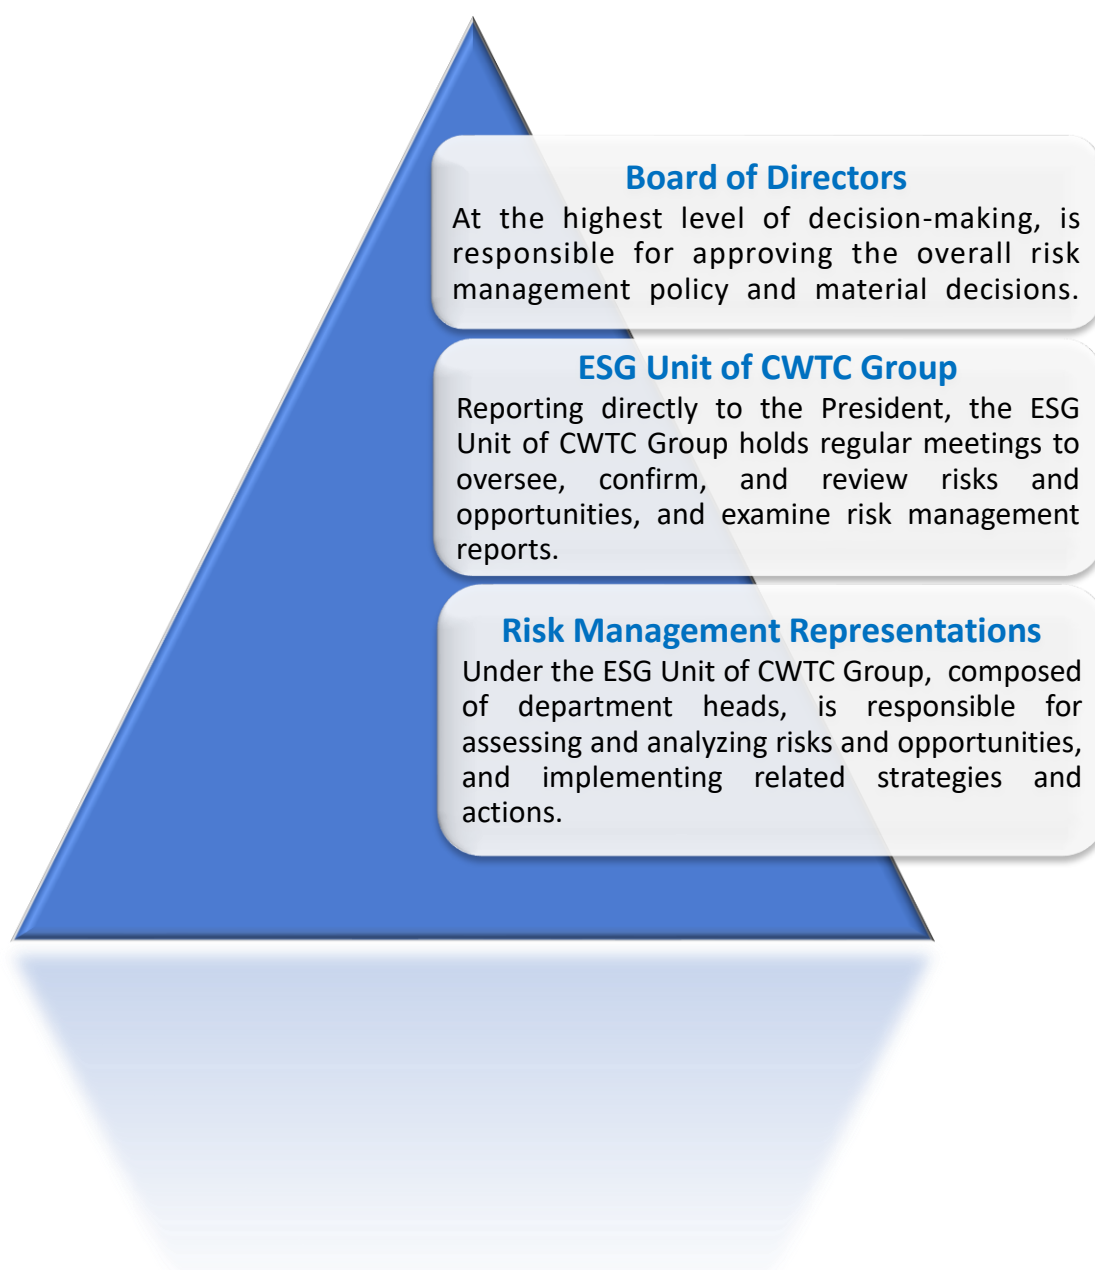 Board of Directors
At the highest level of decision-making, is
responsible for approving the overall risk
management policy and material decisions.
ESG Unit of CWTC Group
Reporting directly to the President, the ESG
Unit of CWTC Group holds regular meetings to
oversee, confirm, and review risks and
opportunities, and examine risk management
reports.
Risk Management Representations
Under the ESG Unit of CWTC Group, composed
of department heads, is responsible for
assessing and analyzing risks and opportunities,
and implementing related strategies and
actions.